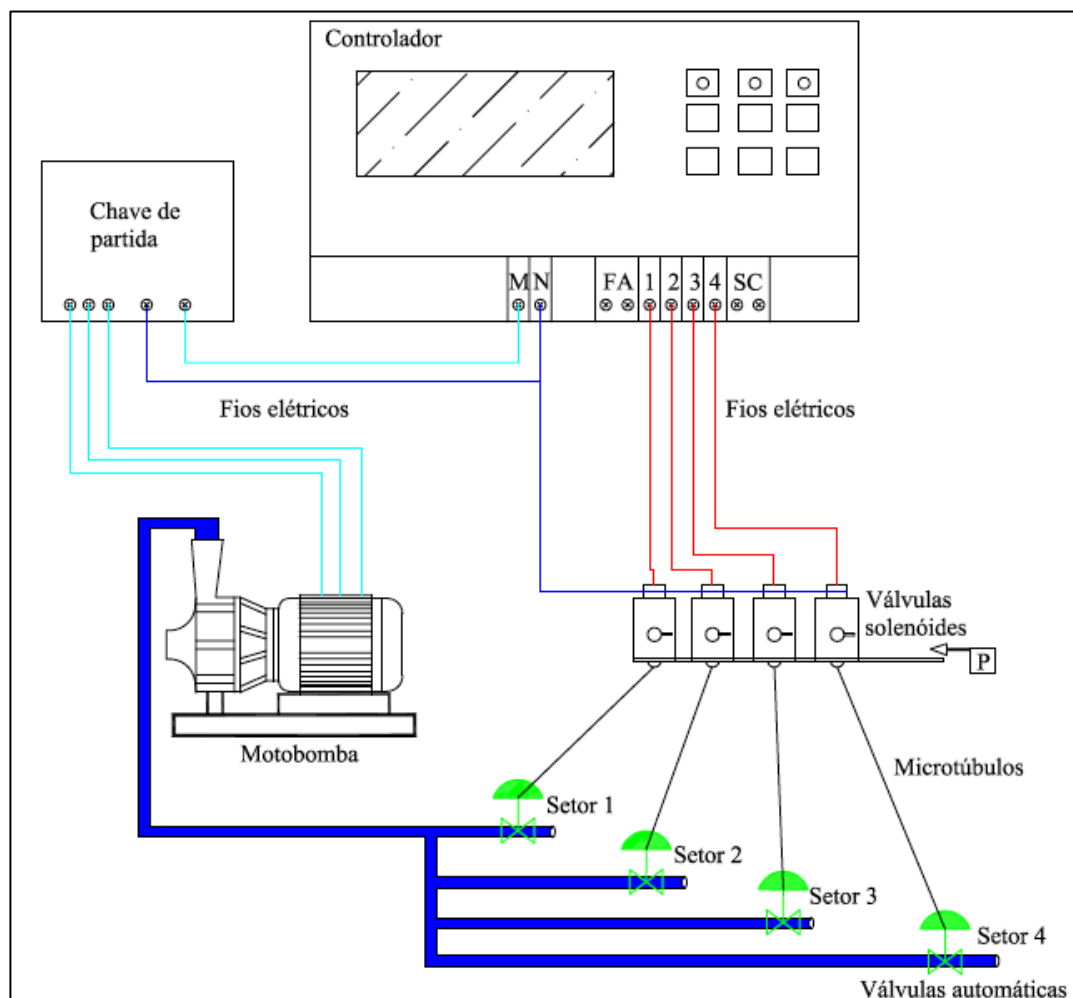 Controlador
Chave de
partida
M N FA 1 2 3 4 SC
Fios elétricos
Fios elétricos
Válvulas
solenóides
P
Motobomba
Microtúbulos
Setor 1
Setor 2
Setor 3
Setor 4
Válvulas automáticas